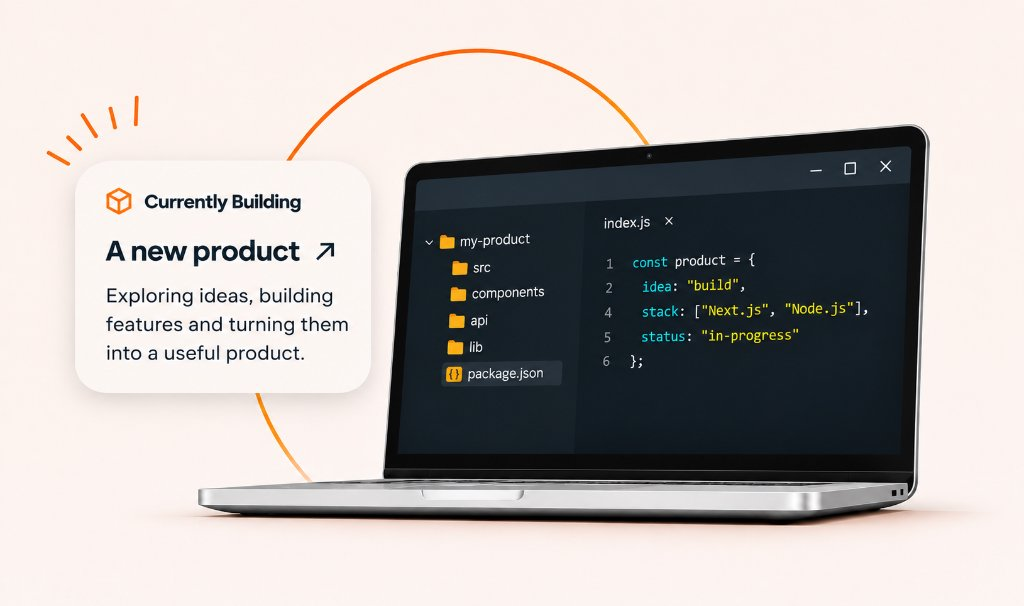 Currently Building
A new product ↗
Exploring ideas, building
features and turning them
into a useful product.
my-product
src
components
api
lib
{} package.json
index.js ×
1 const product = {
2 idea: "build",
4 stack: ["Next.js", "Node.js"],
5 status: "in-progress"
6 };